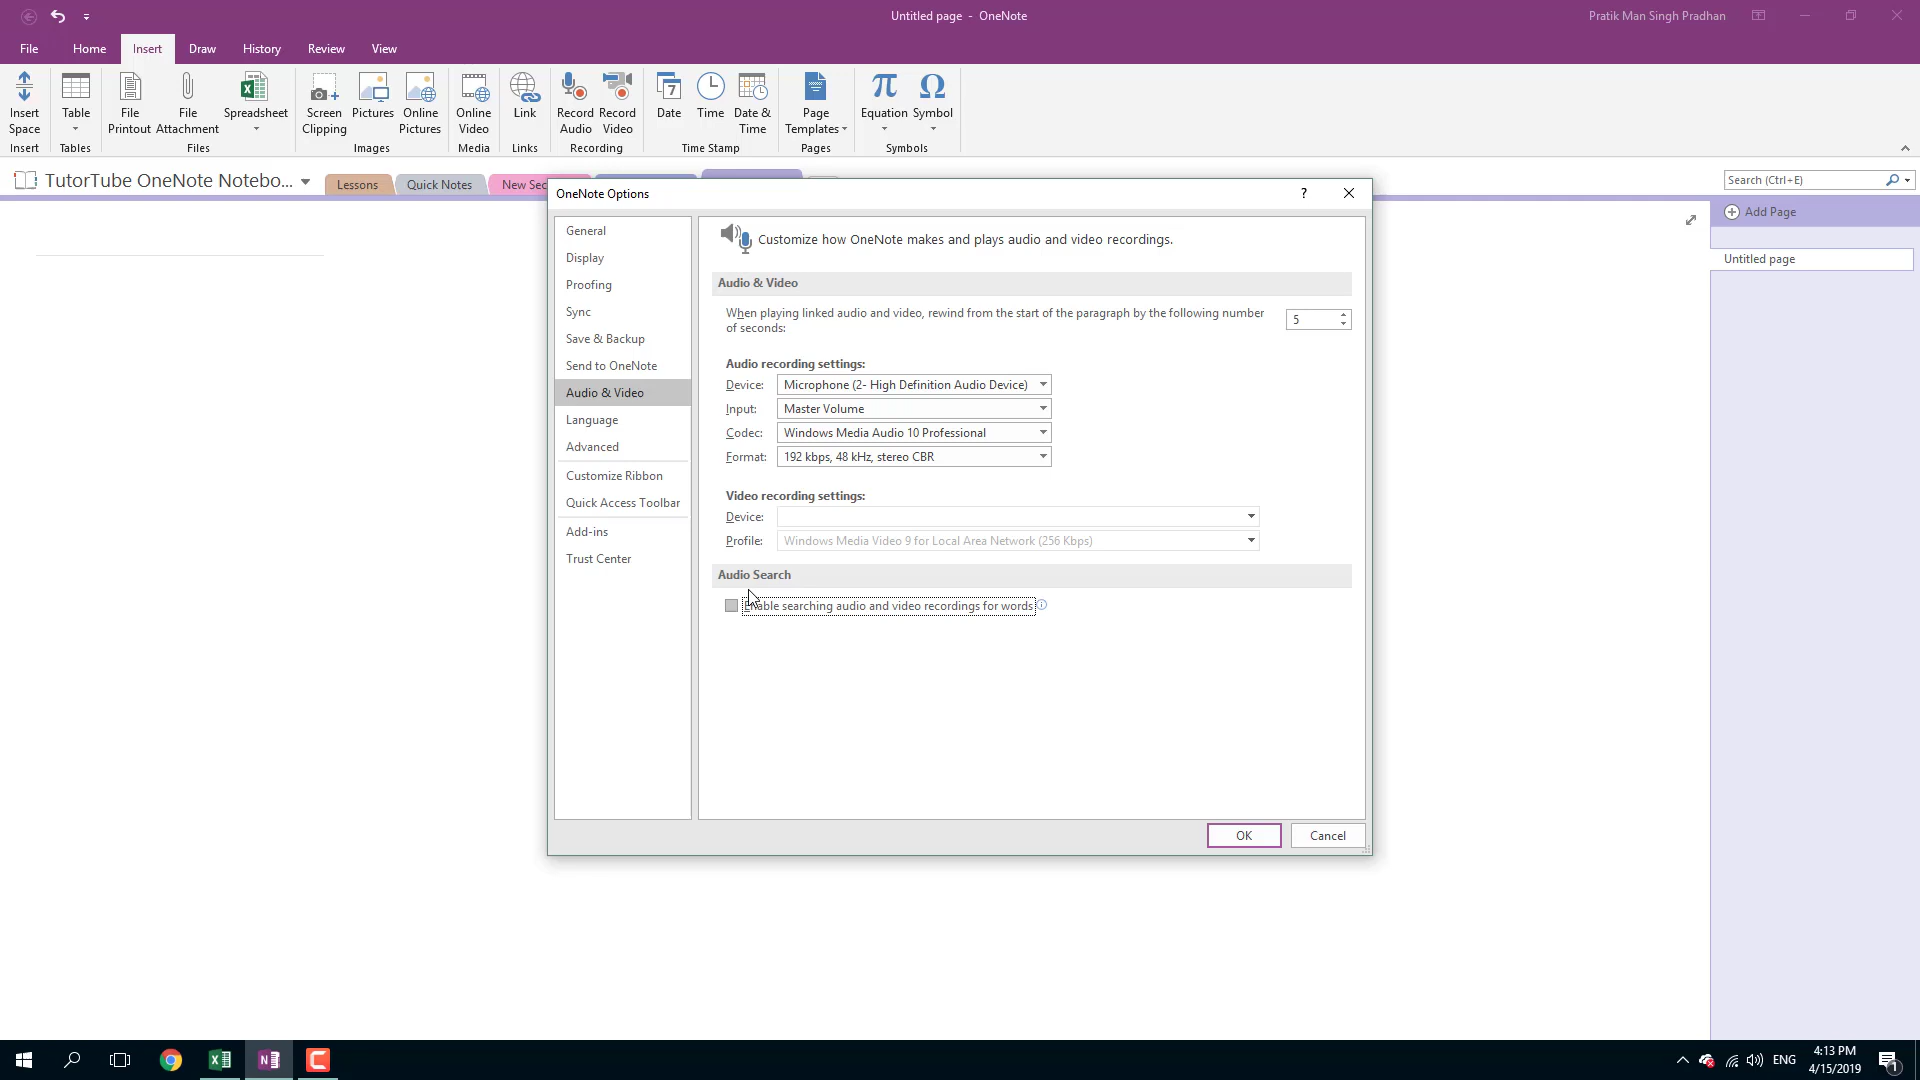 Untitled page - OneNote
Pratik Man Singh Pradhan
File Home Insert Draw History Review View
Insert Space
Table
File Printout
File Attachment
Spreadsheet
Screen Clipping
Pictures
Online Pictures
Online Video
Link
Record Audio
Record Video
Date
Time
Date & Time
Page Templates
Equation
Symbol
Insert Tables Files Images Media Links Recording Time Stamp Pages Symbols
TutorTube OneNote Notebo...
Lessons
Quick Notes
New Sec
Search (Ctrl+E)
Add Page
Untitled page
OneNote Options
?
General
Display
Proofing
Sync
Save & Backup
Send to OneNote
Audio & Video
Language
Advanced
Customize Ribbon
Quick Access Toolbar
Add-ins
Trust Center
Customize how OneNote makes and plays audio and video recordings.
Audio & Video
When playing linked audio and video, rewind from the start of the paragraph by the following number
of seconds:
5
Audio recording settings:
Device: Microphone (2- High Definition Audio Device)
Input: Master Volume
Codec: Windows Media Audio 10 Professional
Format: 192 kbps, 48 kHz, stereo CBR
Video recording settings:
Device:
Profile: Windows Media Video 9 for Local Area Network (256 Kbps)
Audio Search
Enable searching audio and video recordings for words
OK
Cancel
ENG
4:13 PM
4/15/2019
1